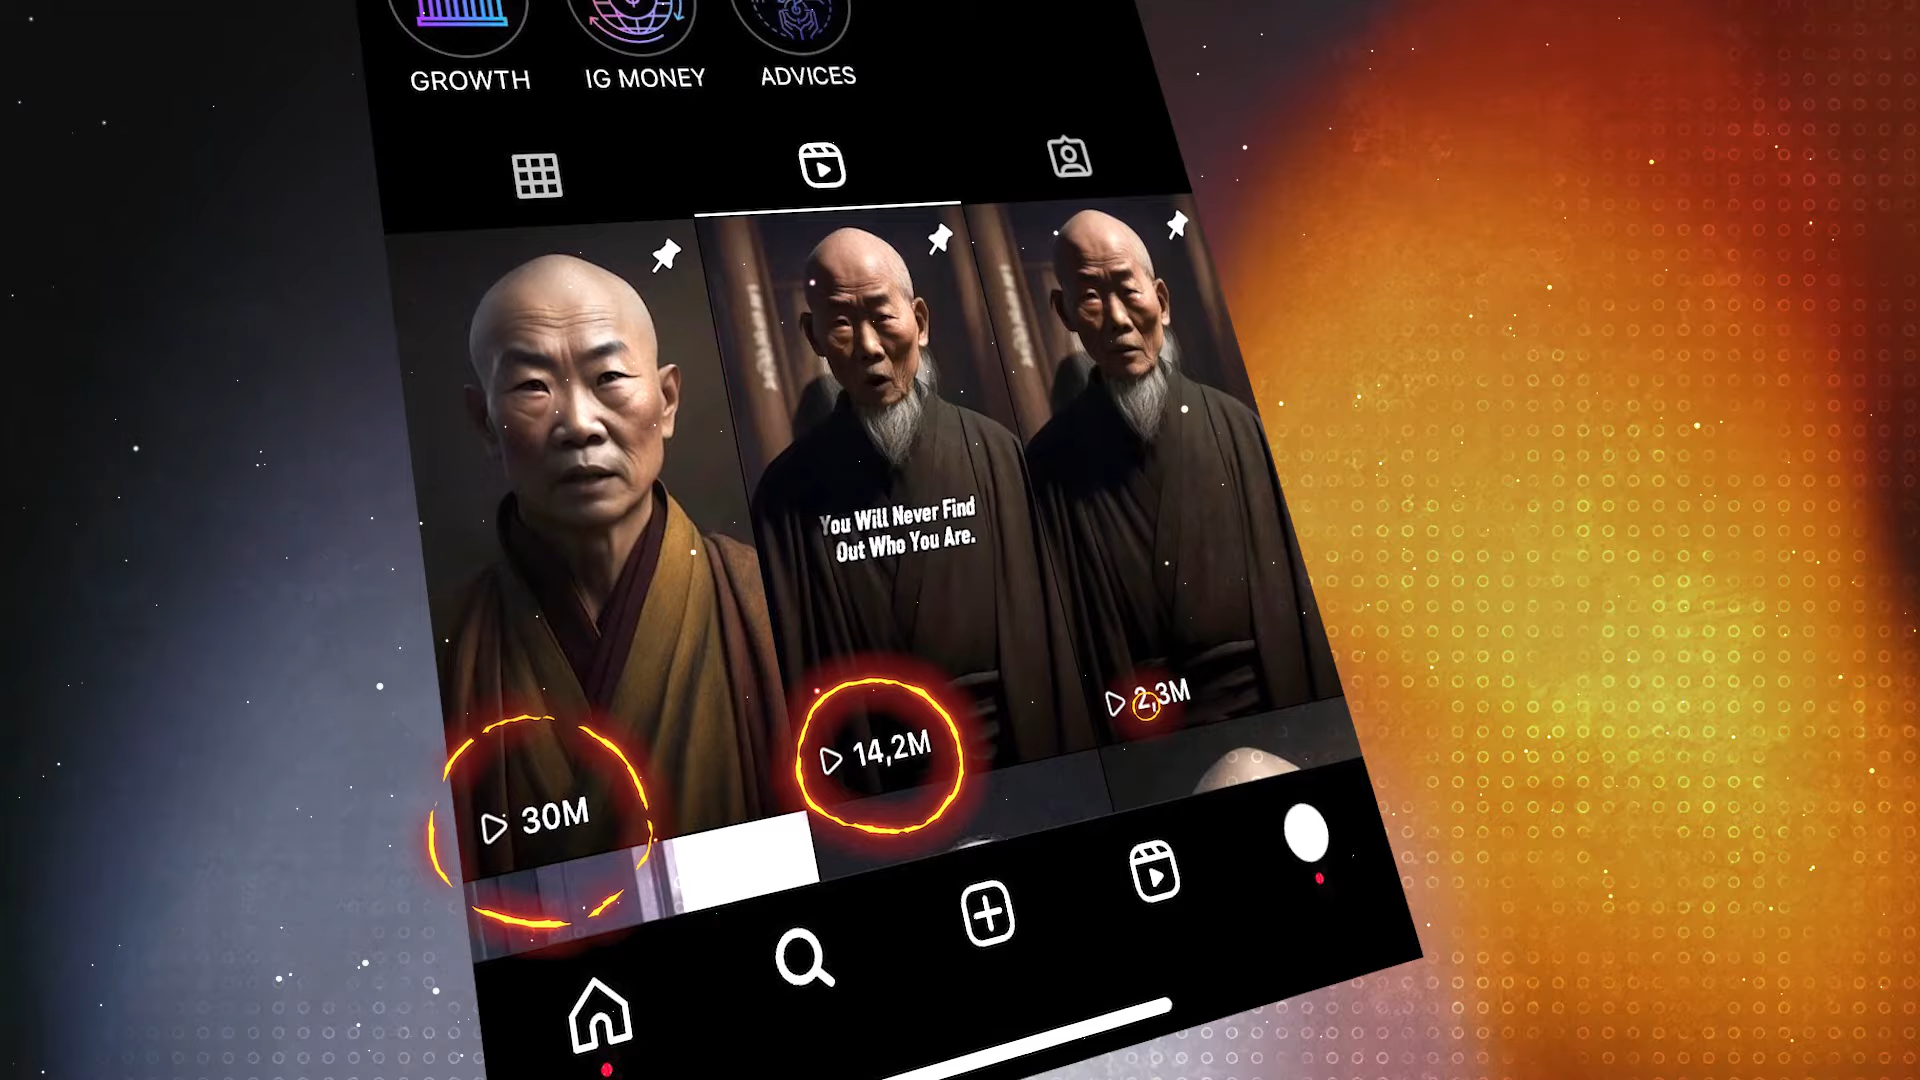 GROWTH
IG MONEY
ADVICES
You Will Never Find
Out Who You Are.
30M
14,2M
2,3M